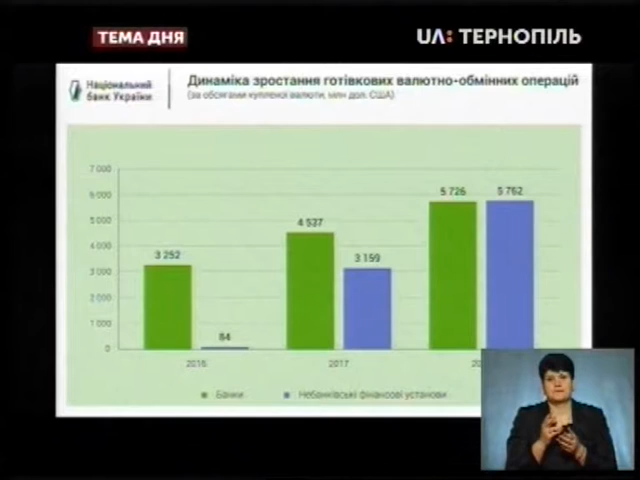 ТЕМА ДНЯ
UA: ТЕРНОПІЛЬ
Національний
банк України
Динаміка зростання готівкових валютно-обмінних операцій
(за обсягами купленої валюти, млн дол. США)
7 000
6 000
5 000
4 000
3 000
2 000
1 000
0
3 252
84
4 537
3 159
5 726
5 762
2016
2017
Банки
Небанківські фінансові установи